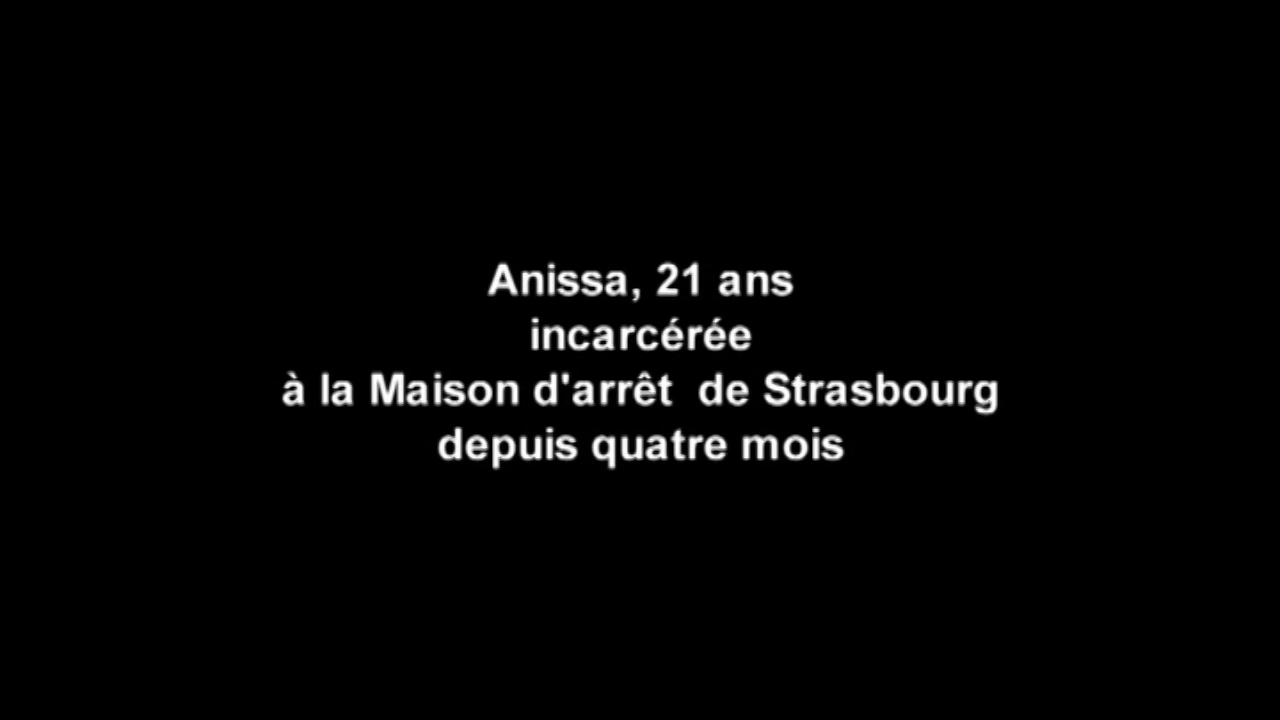 Anissa, 21 ans
incarcérée
à la Maison d'arrêt  de Strasbourg
depuis quatre mois